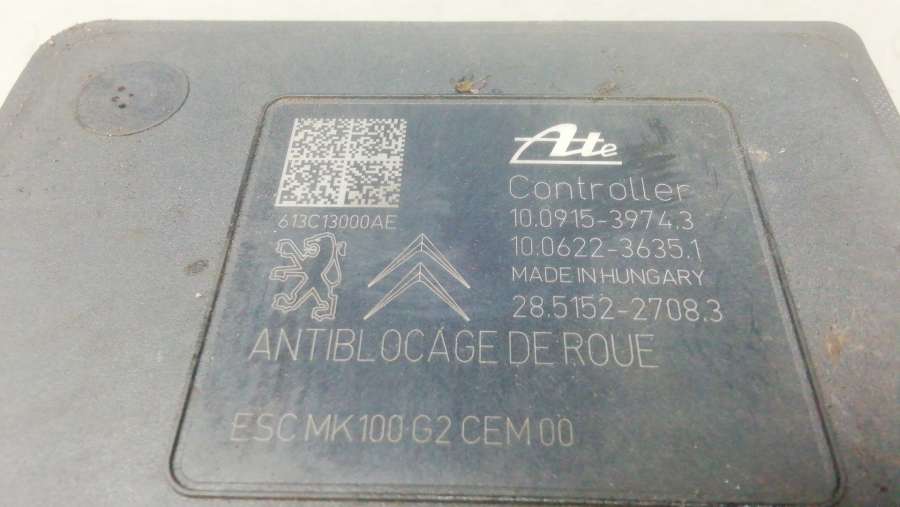 Ate
Controller
613C13000AE
10.0915-3974.3
10.0622-3635.1
MADE IN HUNGARY
28.5152-2708.3
ANTIBLOCAGE DE ROUE
ESC MK100 G2 CEM 00